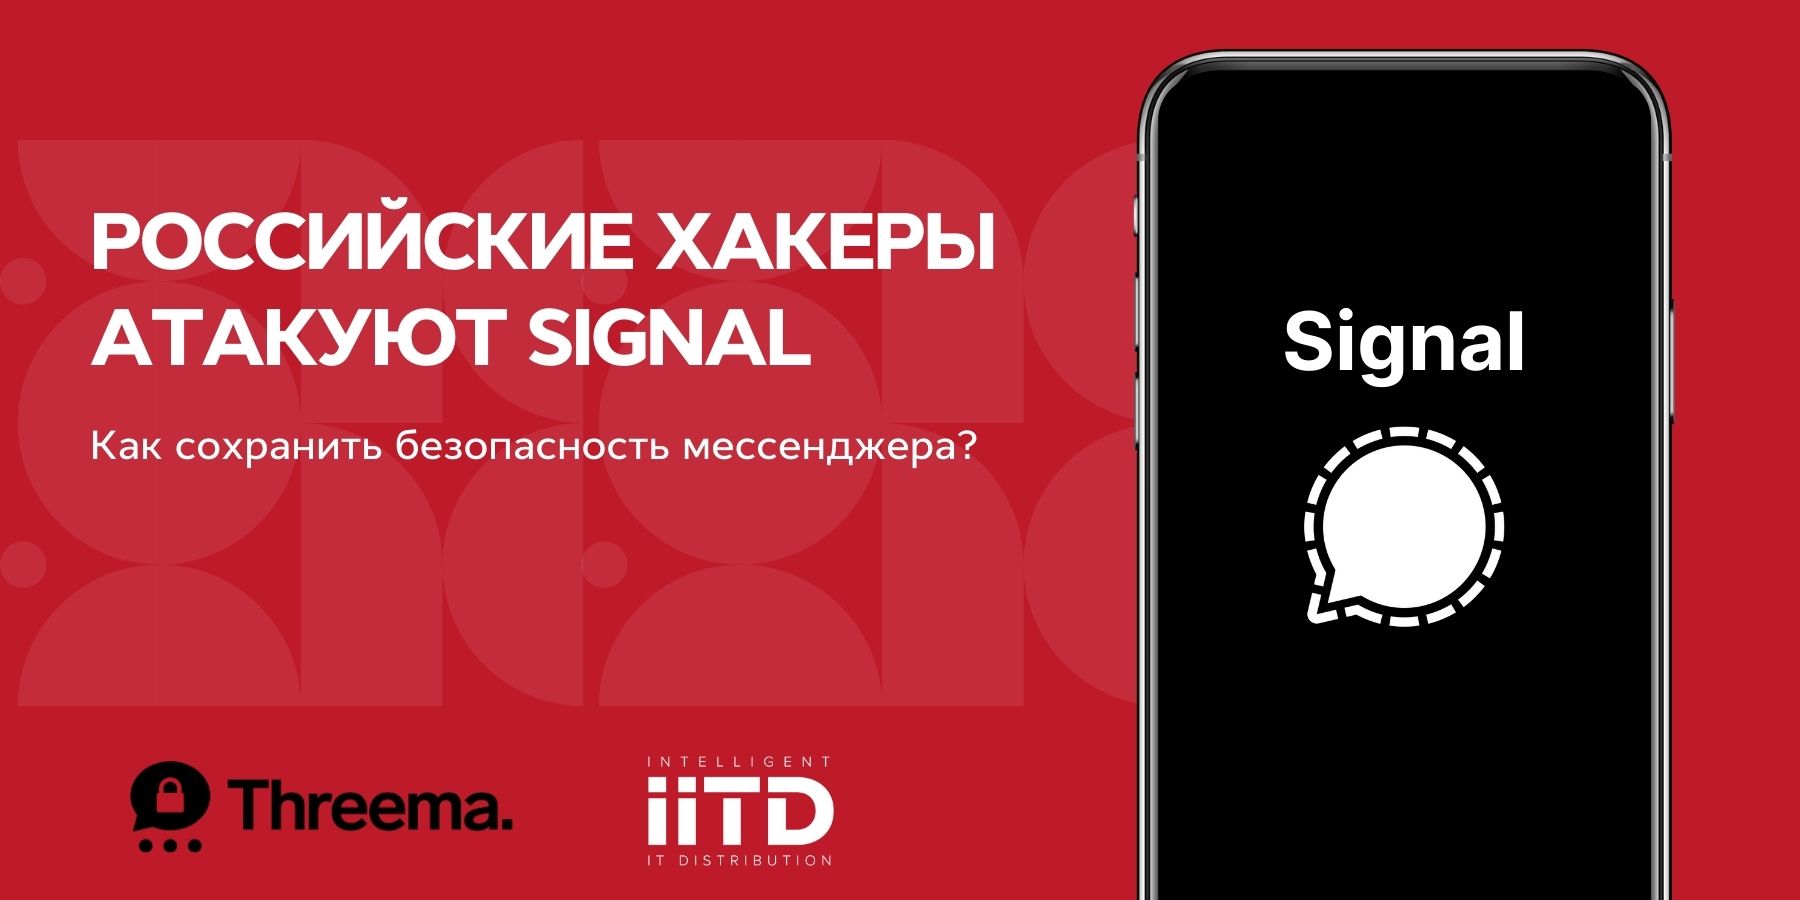 РОССИЙСКИЕ ХАКЕРЫ
АТАКУЮТ SIGNAL
Как сохранить безопасность мессенджера?
Threema.
INTELLIGENT
iiTD
IT DISTRIBUTION
Signal